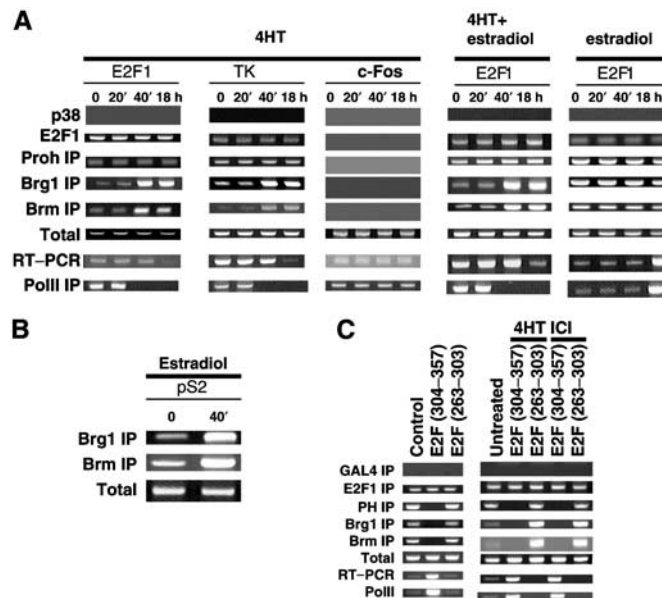 A
4HT
4HT+ estradiol
estradiol
E2F1 TK c-Fos E2F1 E2F1
0 20′ 40′ 18 h 0 20′ 40′ 18 h 0 20′ 40′ 18 h 0 20′ 40′ 18 h 0 20′ 40′ 18 h
p38
E2F1
Proh IP
Brg1 IP
Brm IP
Total
RT–PCR
PolII IP
B
Estradiol
pS2
0 40′
Brg1 IP
Brm IP
Total
C
4HT ICI
Control
E2F (304–357)
E2F (263–303)
Untreated
E2F (304–357)
E2F (263–303)
E2F (304–357)
E2F (263–303)
GAL4 IP
E2F1 IP
PH IP
Brg1 IP
Brm IP
Total
RT–PCR
PolII